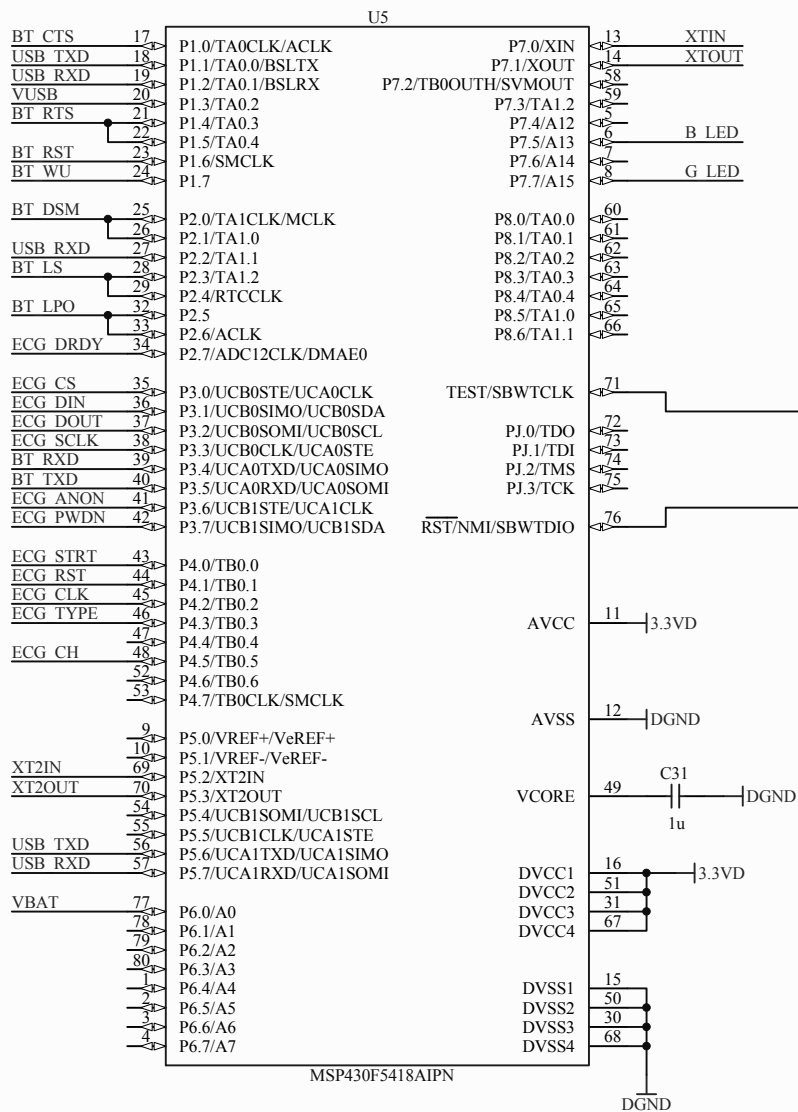 U5
BT_CTS 17 P1.0/TA0CLK/ACLK P7.0/XIN 13 XTIN
USB_TXD 18 P1.1/TA0.0/BSLTX P7.1/XOUT 14 XTOUT
USB_RXD 19 P1.2/TA0.1/BSLRX P7.2/TB0OUTH/SVMOUT 58
VUSB 20 P1.3/TA0.2 P7.3/TA1.2 59
BT_RTS 21 P1.4/TA0.3 P7.4/A12 5
22 P1.5/TA0.4 P7.5/A13 6 B_LED
BT_RST 23 P1.6/SMCLK P7.6/A14 7
BT_WU 24 P1.7 P7.7/A15 8 G_LED
BT_DSM 25 P2.0/TA1CLK/MCLK P8.0/TA0.0 60
26 P2.1/TA1.0 P8.1/TA0.1 61
USB_RXD 27 P2.2/TA1.1 P8.2/TA0.2 62
BT_LS 28 P2.3/TA1.2 P8.3/TA0.3 63
29 P2.4/RTCCLK P8.4/TA0.4 64
BT_LPO 32 P2.5 P8.5/TA1.0 65
33 P2.6/ACLK P8.6/TA1.1 66
ECG_DRDY 34 P2.7/ADC12CLK/DMAE0
ECG_CS 35 P3.0/UCB0STE/UCA0CLK TEST/SBWTCLK 71
ECG_DIN 36 P3.1/UCB0SIMO/UCB0SDA
ECG_DOUT 37 P3.2/UCB0SOMI/UCB0SCL PJ.0/TDO 72
ECG_SCLK 38 P3.3/UCB0CLK/UCA0STE PJ.1/TDI 73
BT_RXD 39 P3.4/UCA0TXD/UCA0SIMO PJ.2/TMS 74
BT_TXD 40 P3.5/UCA0RXD/UCA0SOMI PJ.3/TCK 75
ECG_ANON 41 P3.6/UCB1STE/UCA1CLK
ECG_PWDN 42 P3.7/UCB1SIMO/UCB1SDA RST/NMI/SBWTDIO 76
ECG_STRT 43 P4.0/TB0.0
ECG_RST 44 P4.1/TB0.1
ECG_CLK 45 P4.2/TB0.2
ECG_TYPE 46 P4.3/TB0.3 AVCC 11 3.3VD
47 P4.4/TB0.4
ECG_CH 48 P4.5/TB0.5
52 P4.6/TB0.6
53 P4.7/TB0CLK/SMCLK
AVSS 12 DGND
9 P5.0/VREF+/VeREF+
10 P5.1/VREF-/VeREF-
XT2IN 69 P5.2/XT2IN C31
XT2OUT 70 P5.3/XT2OUT VCORE 49 DGND
54 P5.4/UCB1SOMI/UCB1SCL 1u
55 P5.5/UCB1CLK/UCA1STE
USB_TXD 56 P5.6/UCA1TXD/UCA1SIMO
USB_RXD 57 P5.7/UCA1RXD/UCA1SOMI DVCC1 16 3.3VD
DVCC2 51
VBAT 77 P6.0/A0 DVCC3 31
78 P6.1/A1 DVCC4 67
79 P6.2/A2
80 P6.3/A3
1 P6.4/A4 DVSS1 15
2 P6.5/A5 DVSS2 50
3 P6.6/A6 DVSS3 30
4 P6.7/A7 DVSS4 68
MSP430F5418AIPN
DGND